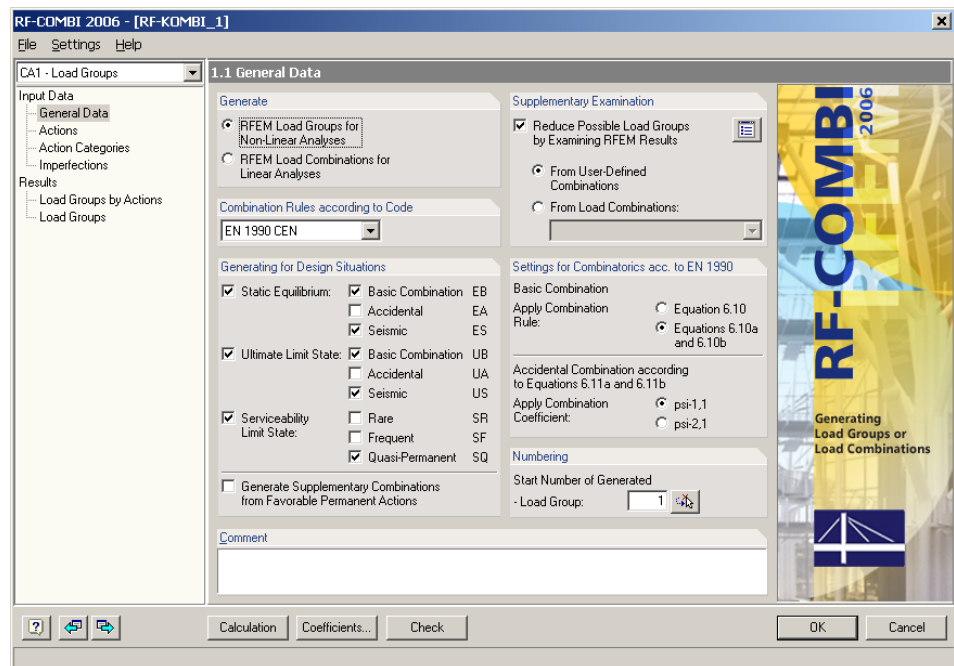 RF-COMBI 2006 - [RF-KOMBI_1]
File Settings Help
CA1 - Load Groups
Input Data
General Data
Actions
Action Categories
Imperfections
Results
Load Groups by Actions
Load Groups
1.1 General Data
Generate
RFEM Load Groups for
Non-Linear Analyses
RFEM Load Combinations for
Linear Analyses
Combination Rules according to Code
EN 1990 CEN
Generating for Design Situations
Static Equilibrium: Basic Combination EB
Accidental EA
Seismic ES
Ultimate Limit State: Basic Combination UB
Accidental UA
Seismic US
Serviceability Rare SR
Limit State: Frequent SF
Quasi-Permanent SQ
Generate Supplementary Combinations
from Favorable Permanent Actions
Supplementary Examination
Reduce Possible Load Groups
by Examining RFEM Results
From User-Defined
Combinations
From Load Combinations:
Settings for Combinatorics acc. to EN 1990
Basic Combination
Apply Combination Equation 6.10
Rule: Equations 6.10a
and 6.10b
Accidental Combination according
to Equations 6.11a and 6.11b
Apply Combination psi-1,1
Coefficient: psi-2,1
Numbering
Start Number of Generated
- Load Group: 1
Comment
RF-COMBI
2006
RFEM
Generating
Load Groups or
Load Combinations
Calculation Coefficients... Check OK Cancel